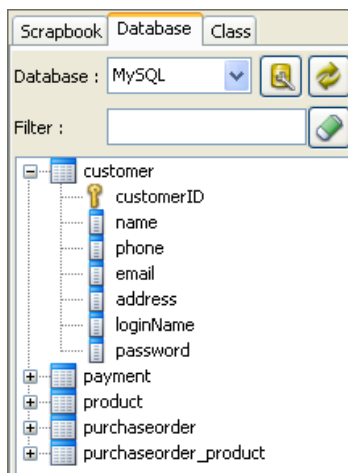 Scrapbook Database Class
Database : MySQL
Filter :
customer
customerID
name
phone
email
address
loginName
password
payment
product
purchaseorder
purchaseorder_product